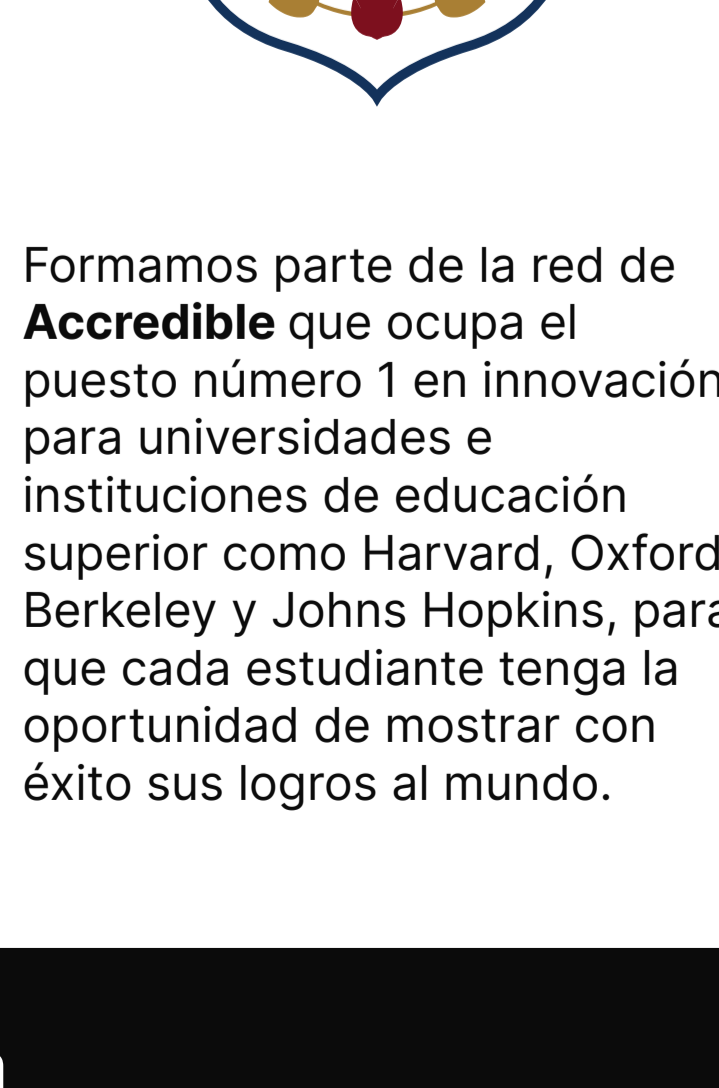 Formamos parte de la red de
Accredible que ocupa el
puesto número 1 en innovación
para universidades e
instituciones de educación
superior como Harvard, Oxford
Berkeley y Johns Hopkins, para
que cada estudiante tenga la
oportunidad de mostrar con
éxito sus logros al mundo.